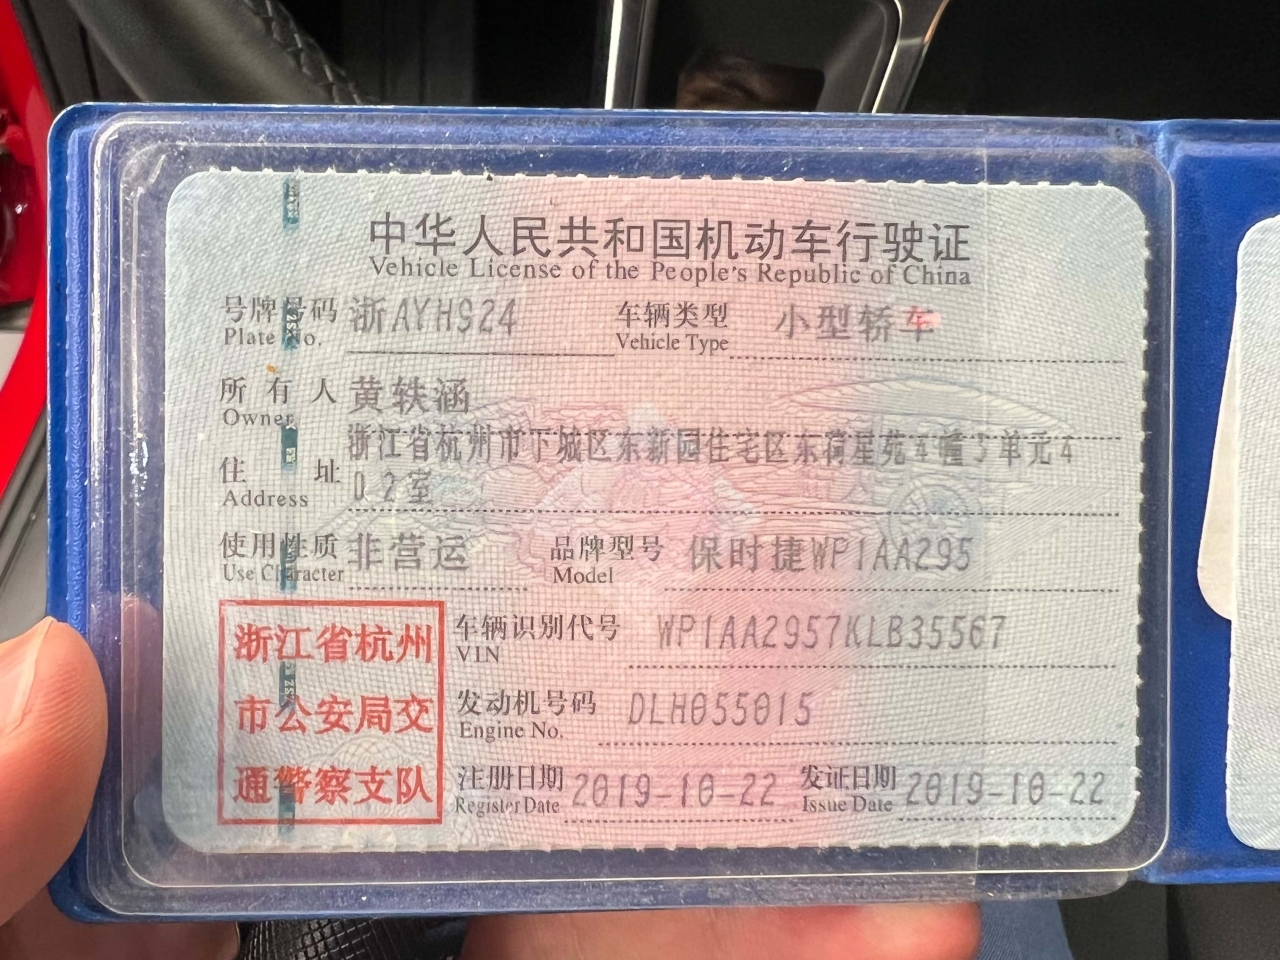 中华人民共和国机动车行驶证
Vehicle License of the People's Republic of China
号牌号码 浙AYH924 车辆类型 小型轿车
Plate No. Vehicle Type
所有人 黄轶涵
Owner
浙江省杭州市下城区东新园住宅区东荷星苑4幢3单元4
住址 02室
Address
使用性质 非营运 品牌型号 保时捷WP1AA295
Use Character Model
浙江省杭州 车辆识别代号 WP1AA2957KLB35567
VIN
市公安局交 发动机号码 DLH055015
Engine No.
通警察支队 注册日期 2019-10-22 发证日期 2019-10-22
Register Date Issue Date